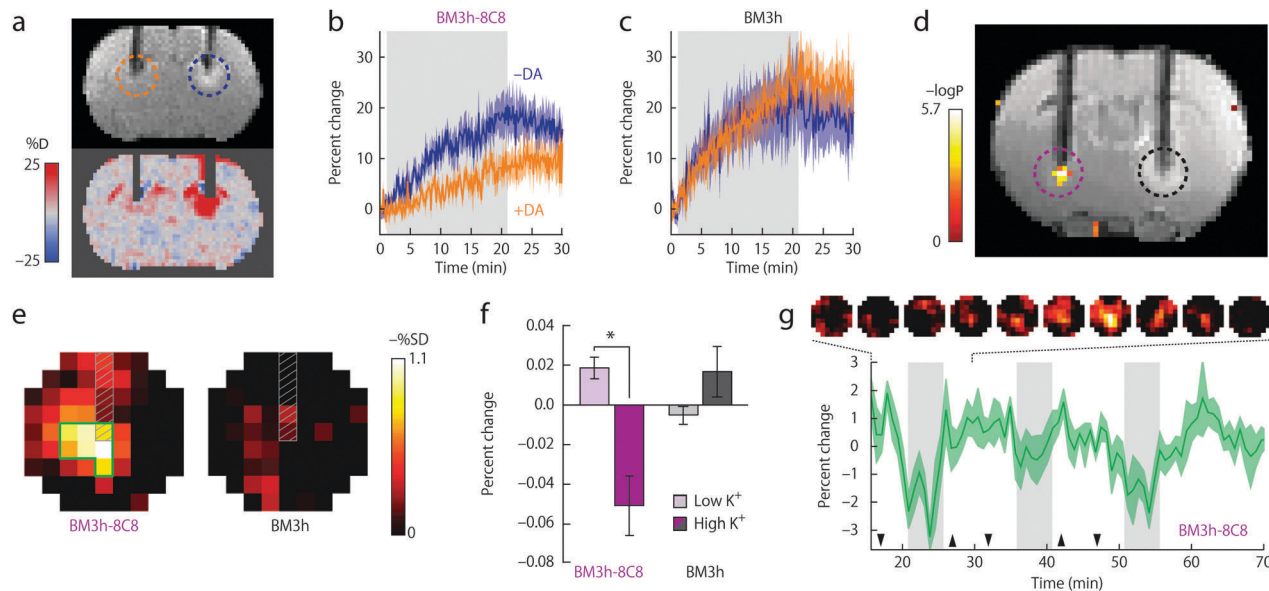 a
%D
25
−25
b
BM3h-8C8
Percent change
30
20
10
0
−DA
+DA
0 5 10 15 20 25 30
Time (min)
c
BM3h
Percent change
30
20
10
0
0 5 10 15 20 25 30
Time (min)
d
−logP
5.7
0
e
−%SD
1.1
0
BM3h-8C8
BM3h
f
Percent change
0.04
0.02
0.0
−0.02
−0.04
−0.06
−0.08
*
Low K⁺
High K⁺
BM3h-8C8
BM3h
g
Percent change
3
2
1
0
−1
−2
−3
BM3h-8C8
20 30 40 50 60 70
Time (min)